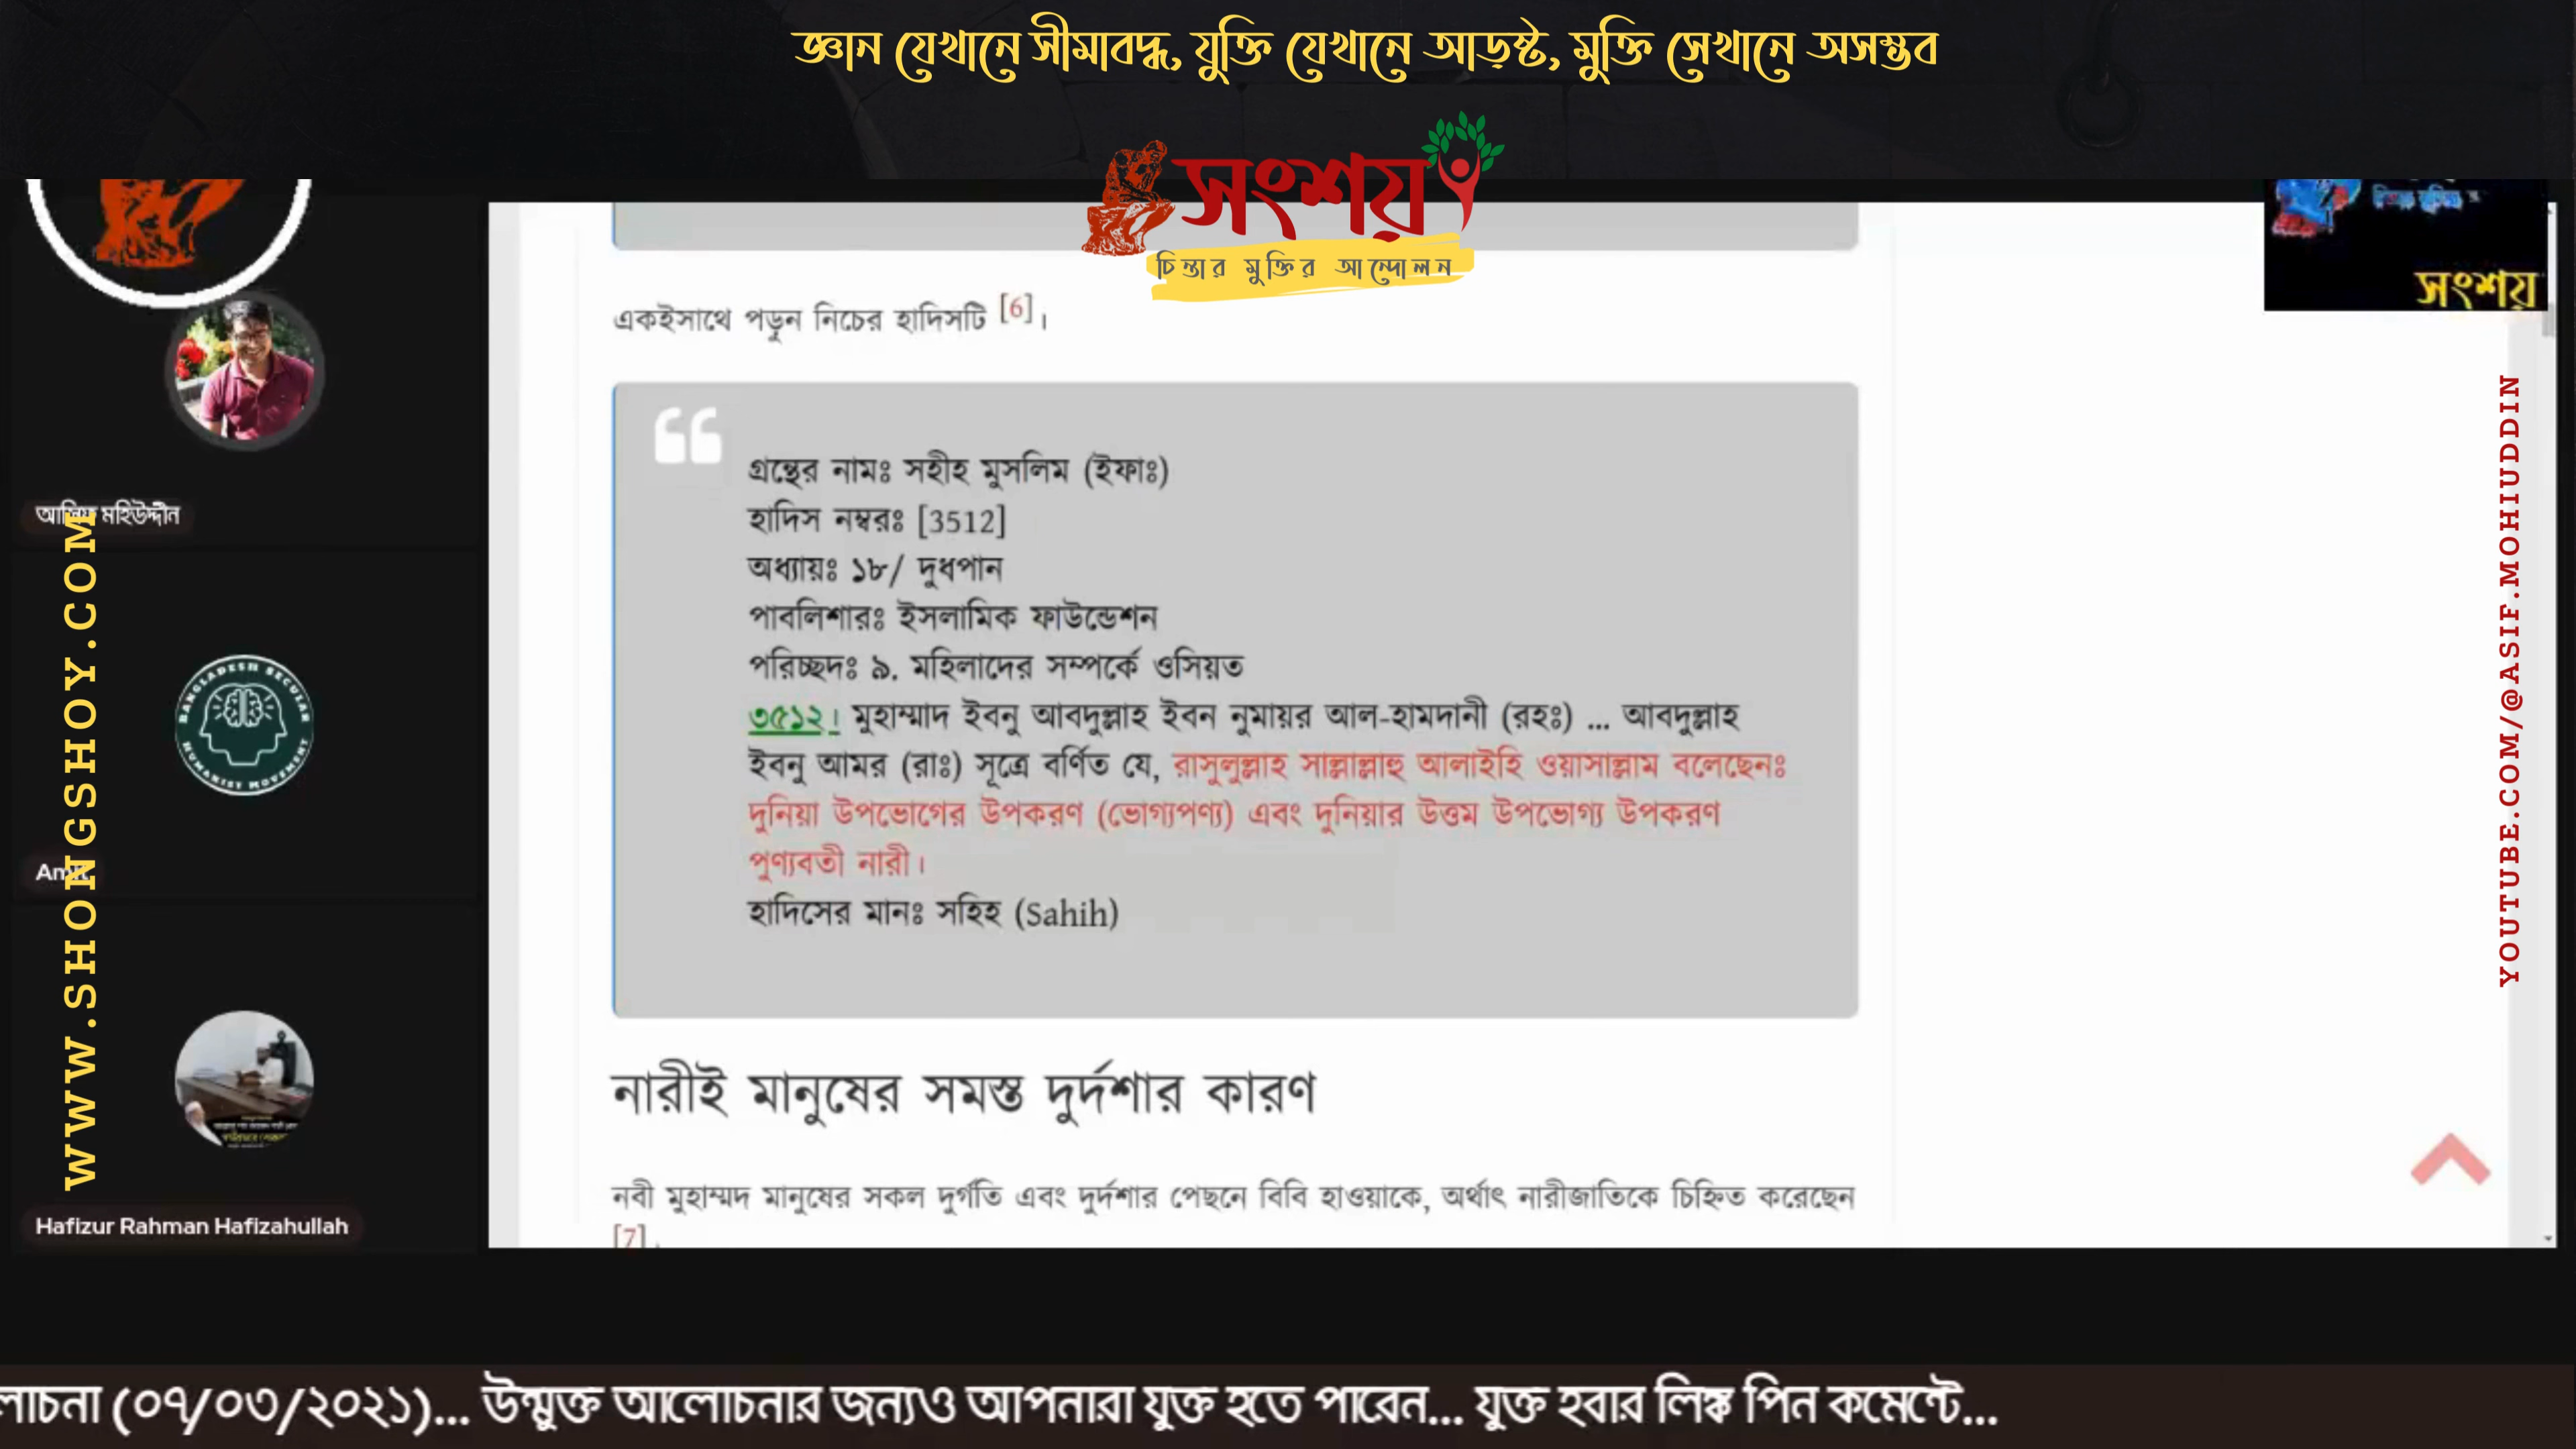 জ্ঞান যেখানে সীমাবদ্ধ, যুক্তি যেখানে আড়ষ্ট, মুক্তি সেখানে অসম্ভব
সংশয়
চিন্তার মুক্তির আন্দোলন
সংশয়
একইসাথে পড়ুন নিচের হাদিসটি [6]।
গ্রন্থের নামঃ সহীহ মুসলিম (ইফাঃ)
হাদিস নম্বরঃ [3512]
অধ্যায়ঃ ১৮/ দুধপান
পাবলিশারঃ ইসলামিক ফাউন্ডেশন
পরিচ্ছদঃ ৯. মহিলাদের সম্পর্কে ওসিয়ত
৩৫১২। মুহাম্মাদ ইবনু আবদুল্লাহ ইবন নুমায়র আল-হামদানী (রহঃ) ... আবদুল্লাহ
ইবনু আমর (রাঃ) সূত্রে বর্ণিত যে, রাসুলুল্লাহ সাল্লাল্লাহু আলাইহি ওয়াসাল্লাম বলেছেনঃ
দুনিয়া উপভোগের উপকরণ (ভোগ্যপণ্য) এবং দুনিয়ার উত্তম উপভোগ্য উপকরণ
পুণ্যবতী নারী।
হাদিসের মানঃ সহিহ (Sahih)
নারীই মানুষের সমস্ত দুর্দশার কারণ
নবী মুহাম্মদ মানুষের সকল দুর্গতি এবং দুর্দশার পেছনে বিবি হাওয়াকে, অর্থাৎ নারীজাতিকে চিহ্নিত করেছেন
[7].
মহিউদ্দীন
BANGLADESH SECULAR
HUMANIST MOVEMENT
Hafizur Rahman Hafizahullah
WWW.SHONGSHOY.COM
YOUTUBE.COM/@ASIF.MOHIUDDIN
লোচনা (০৭/০৩/২০২১)... উন্মুক্ত আলোচনার জন্যও আপনারা যুক্ত হতে পারেন... যুক্ত হবার লিঙ্ক পিন কমেন্টে...